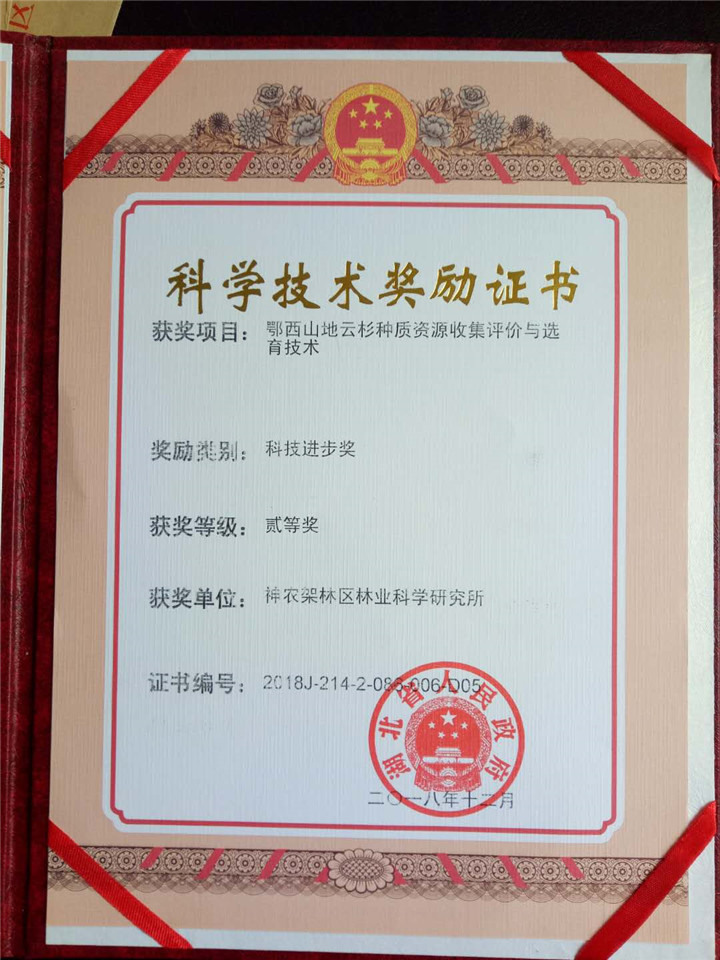 科学技术奖励证书
获奖项目：鄂西山地云杉种质资源收集评价与选
育技术
奖励类别：科技进步奖
获奖等级：贰等奖
获奖单位：神农架林区林业科学研究所
证书编号：2018J-214-2-086-006-D05
湖北省人民政府
二〇一八年十二月